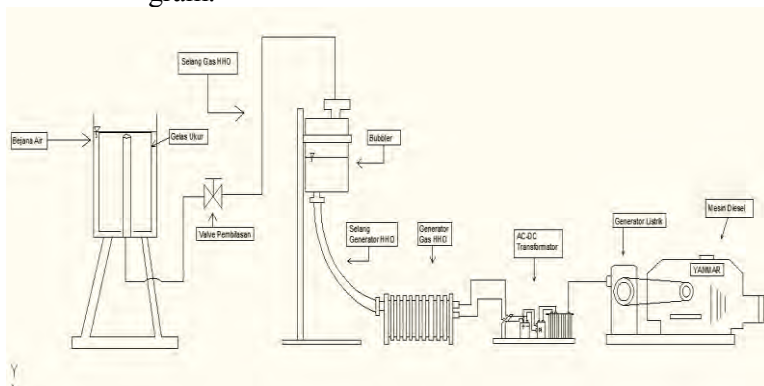 gram.
Selang Gas HHO
Bejana Air
Gelas Ukur
Bubbler
Valve Pembilasan
Selang
Generator HHO
Generator
Gas HHO
AC-DC
Transformator
Generator Listrik
Mesin Diesel
YANMAR
Y